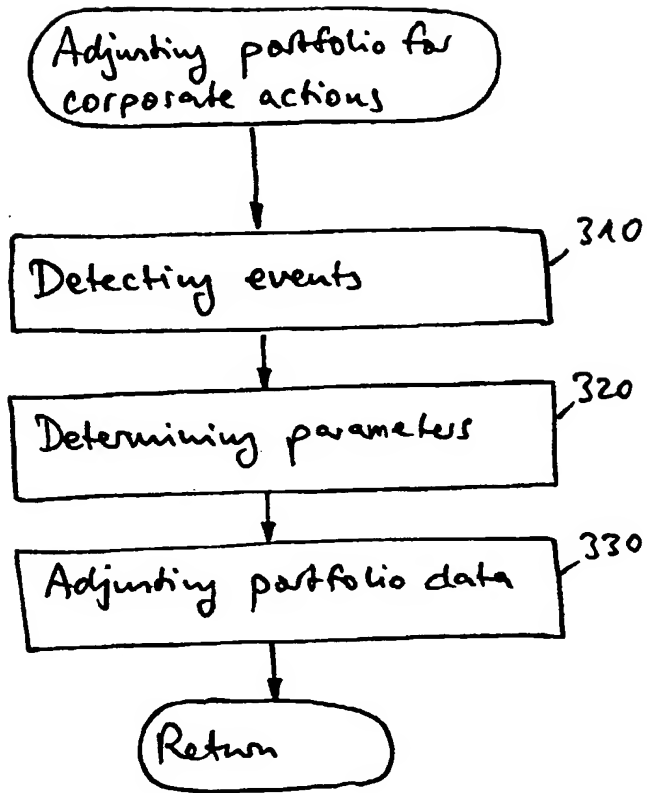 Adjusting portfolio for
corporate actions
310
Detecting events
320
Determining parameters
330
Adjusting portfolio data
Return